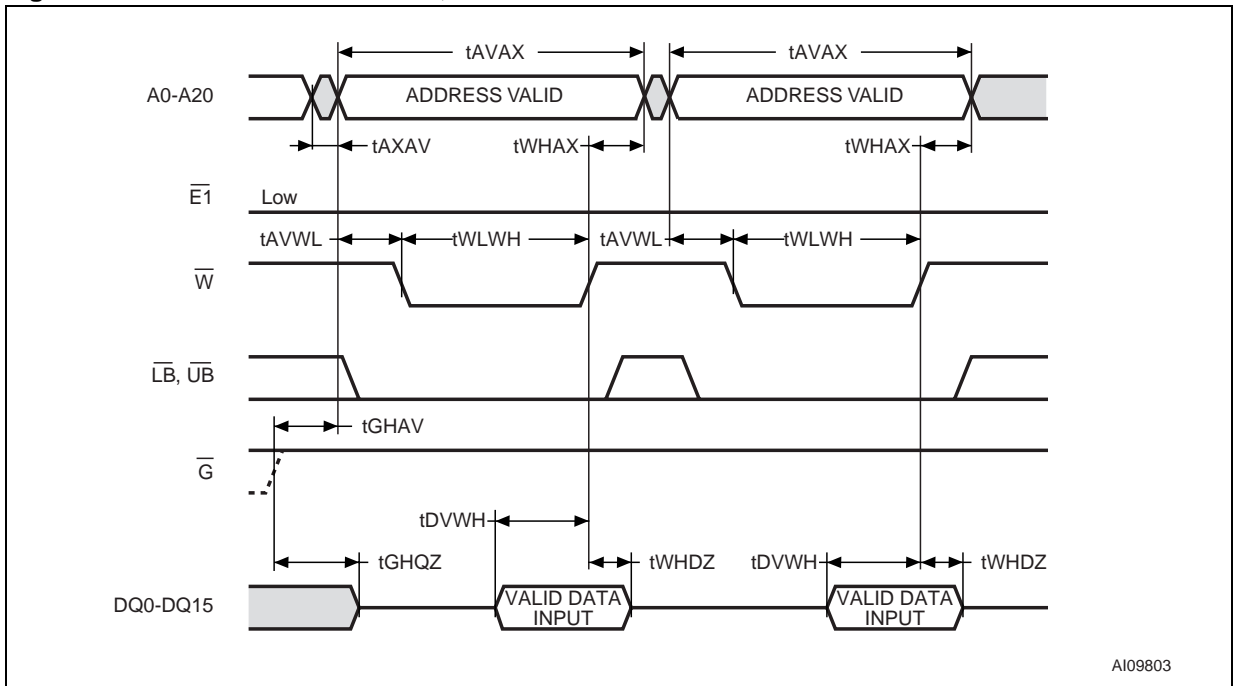 tAVAX tAVAX
A0-A20 ADDRESS VALID ADDRESS VALID
tAXAV tWHAX tWHAX
E1 Low
tAVWL tWLWH tAVWL tWLWH
W
LB, UB
tGHAV
G
tDVWH
tGHQZ tWHDZ tDVWH tWHDZ
DQ0-DQ15 VALID DATA INPUT VALID DATA INPUT
AI09803